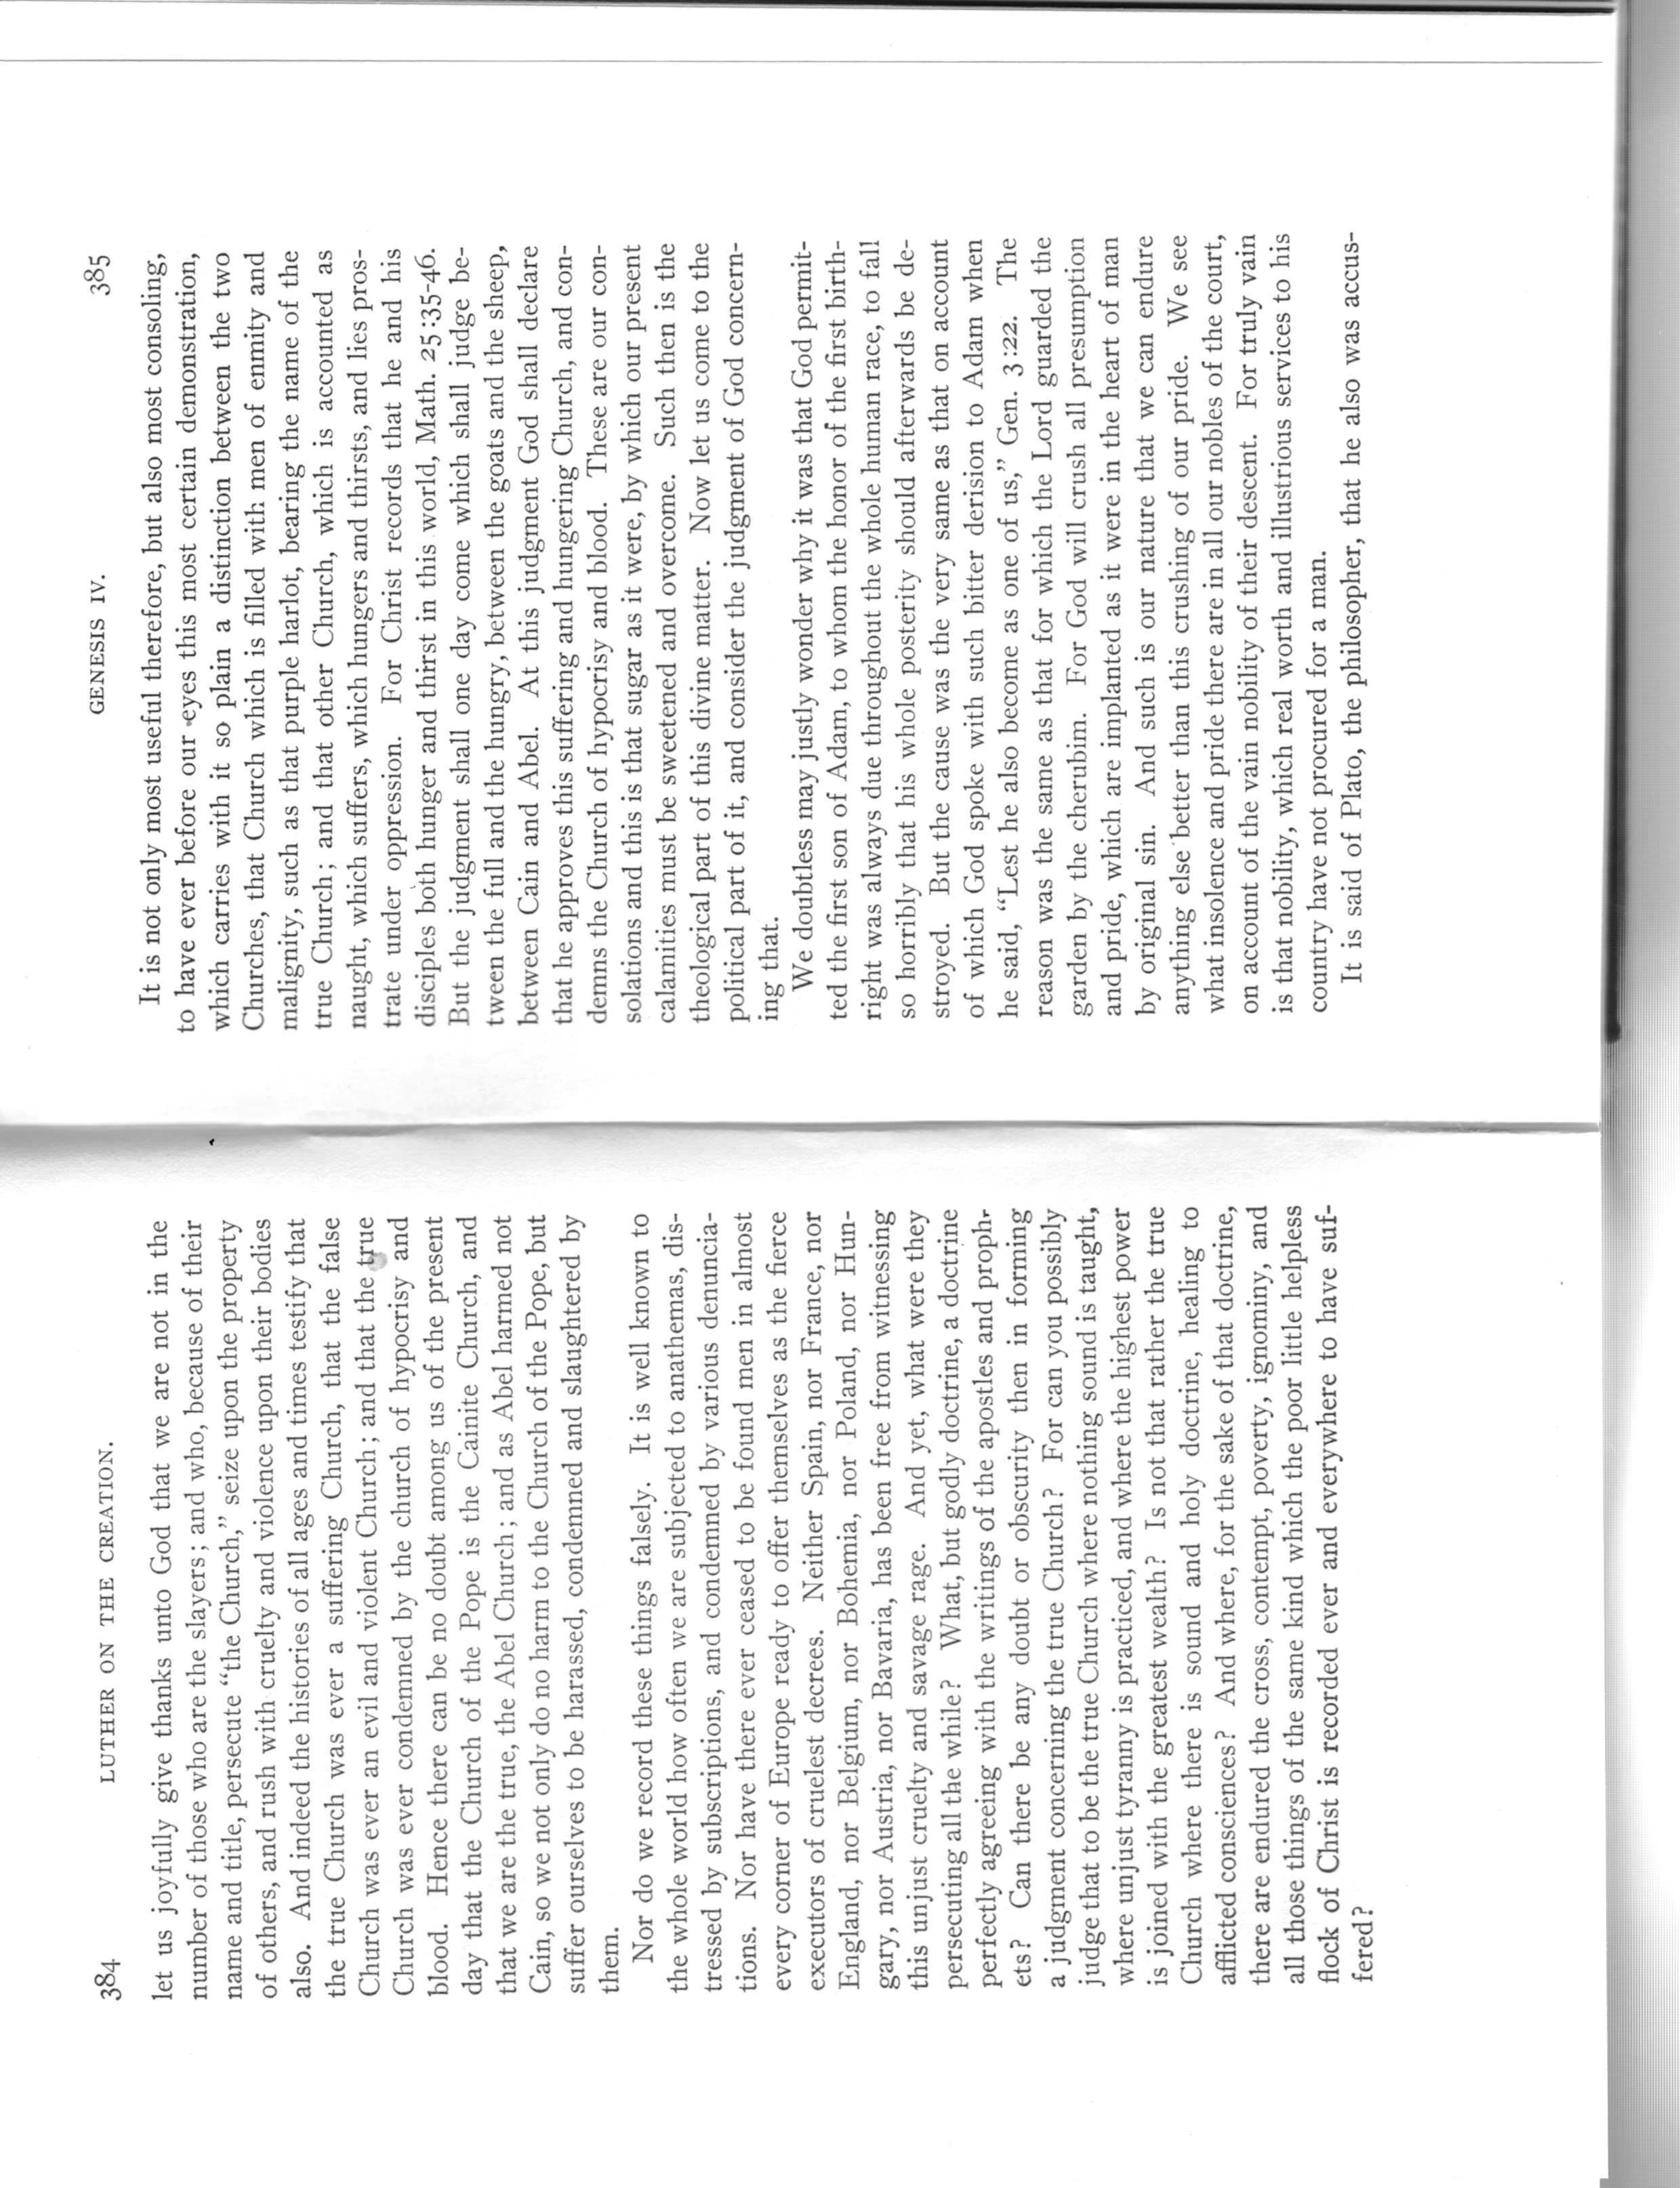 384 LUTHER ON THE CREATION.
let us joyfully give thanks unto God that we are not in the
number of those who are the slayers; and who, because of their
name and title, persecute "the Church," seize upon the property
of others, and rush with cruelty and violence upon their bodies
also. And indeed the histories of all ages and times testify that
the true Church was ever a suffering Church, that the false
Church was ever an evil and violent Church; and that the true
Church was ever condemned by the church of hypocrisy and
blood. Hence there can be no doubt among us of the present
day that the Church of the Pope is the Cainite Church, and
that we are the true, the Abel Church; and as Abel harmed not
Cain, so we not only do no harm to the Church of the Pope, but
suffer ourselves to be harassed, condemned and slaughtered by
them.
Nor do we record these things falsely. It is well known to
the whole world how often we are subjected to anathemas, dis-
tressed by subscriptions, and condemned by various denuncia-
tions. Nor have there ever ceased to be found men in almost
every corner of Europe ready to offer themselves as the fierce
executors of cruelest decrees. Neither Spain, nor France, nor
England, nor Belgium, nor Bohemia, nor Poland, nor Hun-
gary, nor Austria, nor Bavaria, has been free from witnessing
this unjust cruelty and savage rage. And yet, what were they
persecuting all the while? What, but godly doctrine, a doctrine
perfectly agreeing with the writings of the apostles and proph-
ets? Can there be any doubt or obscurity then in forming
a judgment concerning the true Church? For can you possibly
judge that to be the true Church where nothing sound is taught,
where unjust tyranny is practiced, and where the highest power
is joined with the greatest wealth? Is not that rather the true
Church where there is sound and holy doctrine, healing to
afflicted consciences? And where, for the sake of that doctrine,
there are endured the cross, contempt, poverty, ignominy, and
all those things of the same kind which the poor little helpless
flock of Christ is recorded ever and everywhere to have suf-
fered?
GENESIS IV. 385
It is not only most useful therefore, but also most consoling,
to have ever before our eyes this most certain demonstration,
which carries with it so plain a distinction between the two
Churches, that Church which is filled with men of enmity and
malignity, such as that purple harlot, bearing the name of the
true Church; and that other Church, which is accounted as
naught, which suffers, which hungers and thirsts, and lies pros-
trate under oppression. For Christ records that he and his
disciples both hunger and thirst in this world, Math. 25:35-46.
But the judgment shall one day come which shall judge be-
tween the full and the hungry, between the goats and the sheep,
between Cain and Abel. At this judgment God shall declare
that he approves this suffering and hungering Church, and con-
demns the Church of hypocrisy and blood. These are our con-
solations and this is that sugar as it were, by which our present
calamities must be sweetened and overcome. Such then is the
theological part of this divine matter. Now let us come to the
political part of it, and consider the judgment of God concern-
ing that.
We doubtless may justly wonder why it was that God permit-
ted the first son of Adam, to whom the honor of the first birth-
right was always due throughout the whole human race, to fall
so horribly that his whole posterity should afterwards be de-
stroyed. But the cause was the very same as that on account
of which God spoke with such bitter derision to Adam when
he said, "Lest he also become as one of us," Gen. 3:22. The
reason was the same as that for which the Lord guarded the
garden by the cherubim. For God will crush all presumption
and pride, which are implanted as it were in the heart of man
by original sin. And such is our nature that we can endure
anything else better than this crushing of our pride. We see
what insolence and pride there are in all our nobles of the court,
on account of the vain nobility of their descent. For truly vain
is that nobility, which real worth and illustrious services to his
country have not procured for a man.
It is said of Plato, the philosopher, that he also was accus-